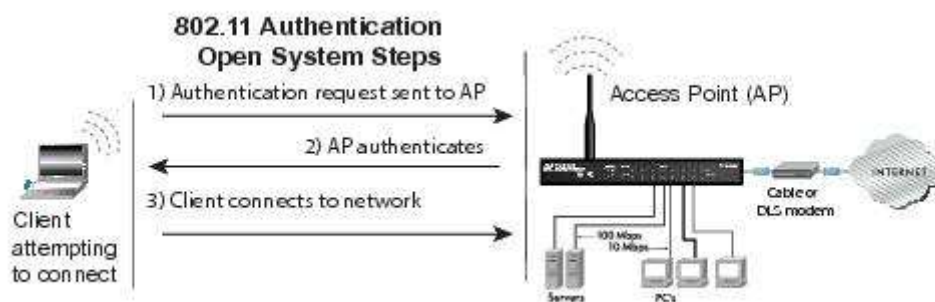 802.11 Authentication
Open System Steps
1) Authentication request sent to AP
2) AP authenticates
3) Client connects to network
Client
attempting
to connect
Access Point (AP)
INTERNET
Cable or
DLS modem
100 Mbps
10 Mbps
Servers
PC's